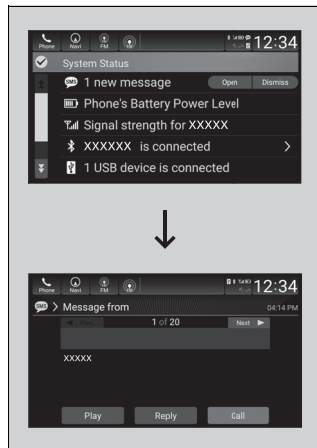 Phone Navi FM 12:34
System Status
SMS 1 new message Open Dismiss
Phone's Battery Power Level
Signal strength for XXXXX
XXXXXX is connected
1 USB device is connected
Phone Navi FM 12:34
SMS Message from 04:14 PM
1 of 20 Next
xxxxx
Play Reply Call